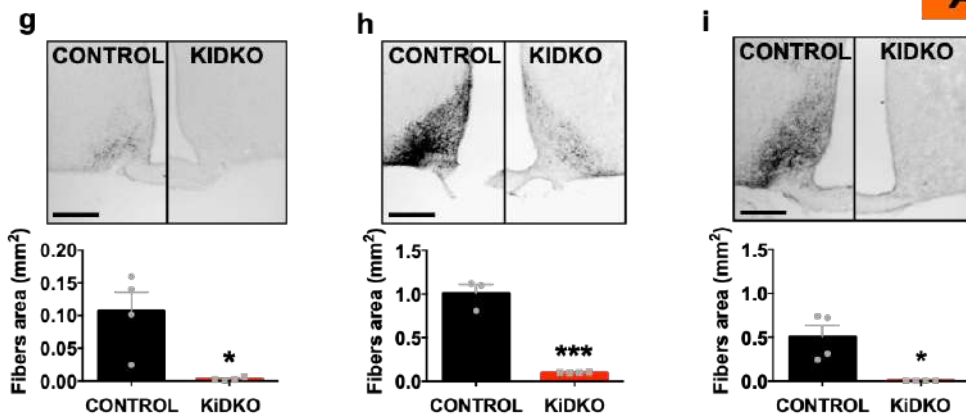 g
CONTROL KIDKO
Fibers area (mm²)
0.20
0.15
0.10
0.05
0.00
*
CONTROL KiDKO
h
CONTROL KIDKO
Fibers area (mm²)
1.5
1.0
0.5
0.0
***
CONTROL KiDKO
i
CONTROL KIDKO
Fibers area (mm²)
1.5
1.0
0.5
0.0
*
CONTROL KiDKO